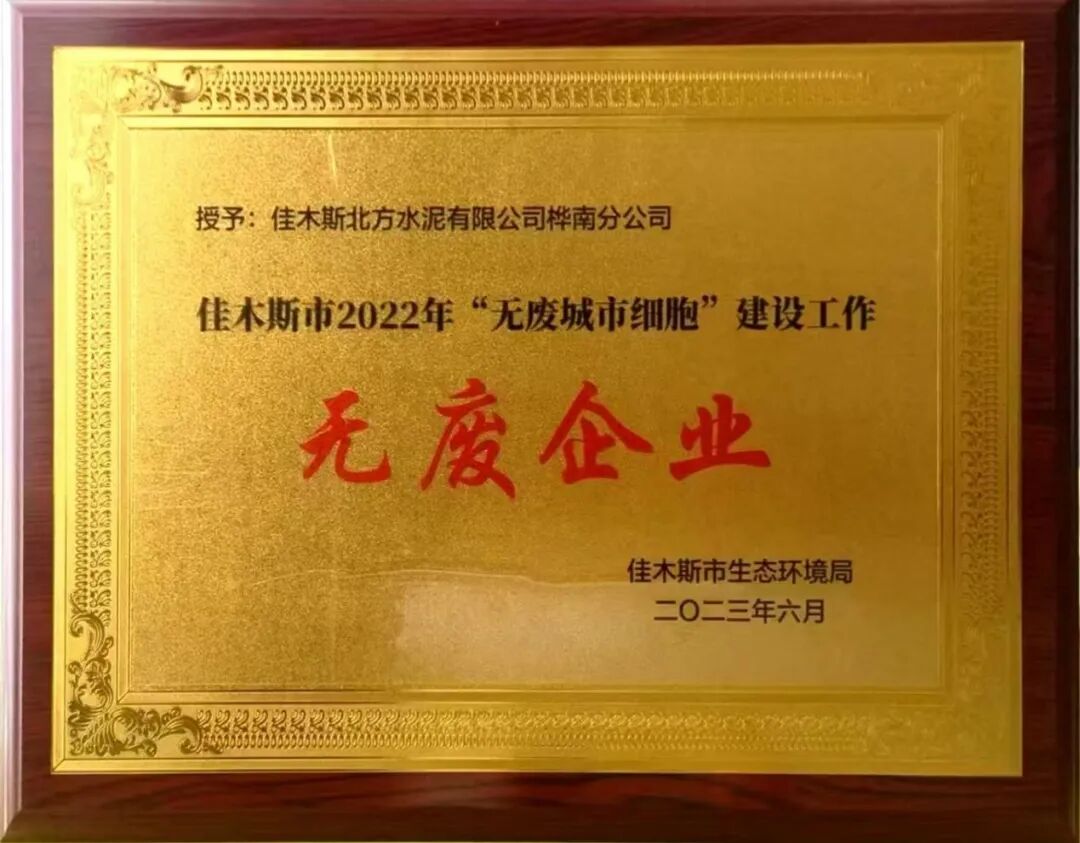 授予：佳木斯北方水泥有限公司桦南分公司
佳木斯市2022年“无废城市细胞”建设工作
无废企业
佳木斯市生态环境局
二〇二三年六月